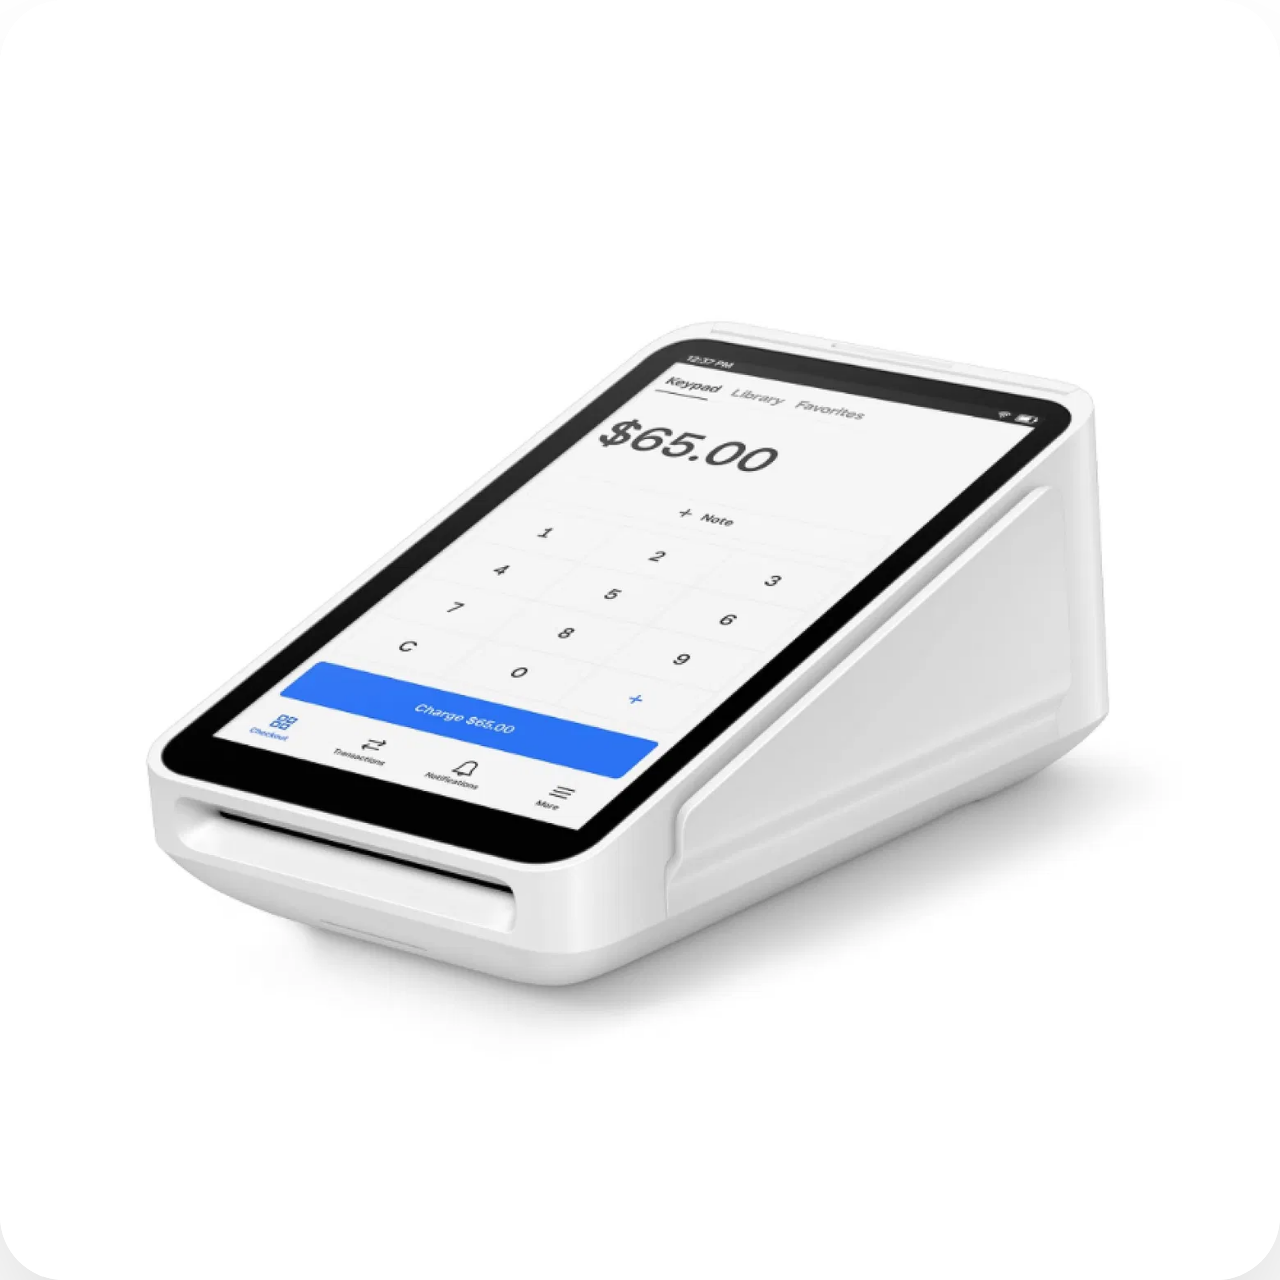 12:37 PM
Keypad Library Favorites
$65.00
+ Note
1 2 3
4 5 6
7 8 9
C 0 +
Charge $65.00
Checkout Transactions Notifications More